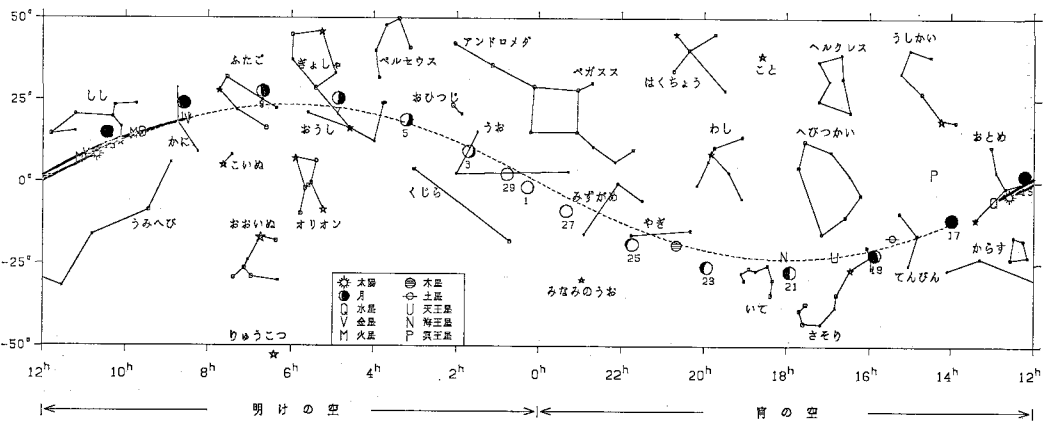 50°
25°
0°
-25°
-50°
アンドロメダ
ペルセウス
ぎょしゃ
ふたご
しし
おうし
おひつじ
ペガスス
はくちょう
こと
ヘルクレス
うしかい
かに
うお
わし
へびつかい
おとめ
こいぬ
オリオン
くじら
みずがめ
やぎ
うみへび
おおいぬ
みなみのうお
いて
さそり
てんびん
からす
りゅうこつ
MQ
V
5
3
29
1
27
25
23
21
19
17
15
N
U
P
Q
太陽
月
Q 水星
V 金星
M 火星
木星
土星
U 天王星
N 海王星
P 冥王星
12h 10h 8h 6h 4h 2h 0h 22h 20h 18h 16h 14h 12h
明けの空 宵の空